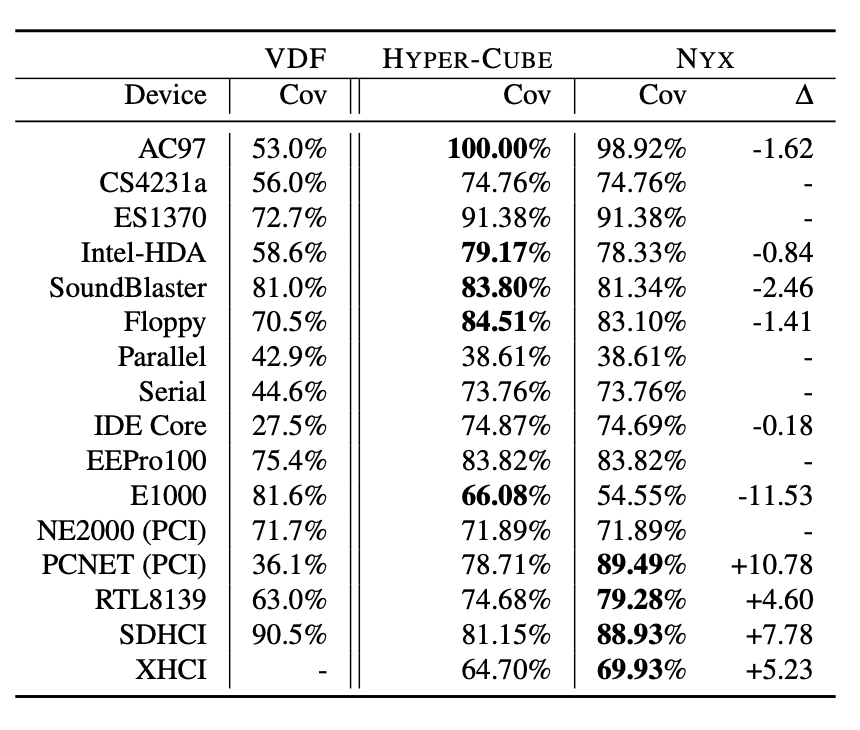 VDF HYPER-CUBE NYX
Device Cov Cov Cov Δ
AC97 53.0% 100.00% 98.92% -1.62
CS4231a 56.0% 74.76% 74.76% -
ES1370 72.7% 91.38% 91.38% -
Intel-HDA 58.6% 79.17% 78.33% -0.84
SoundBlaster 81.0% 83.80% 81.34% -2.46
Floppy 70.5% 84.51% 83.10% -1.41
Parallel 42.9% 38.61% 38.61% -
Serial 44.6% 73.76% 73.76% -
IDE Core 27.5% 74.87% 74.69% -0.18
EEPro100 75.4% 83.82% 83.82% -
E1000 81.6% 66.08% 54.55% -11.53
NE2000 (PCI) 71.7% 71.89% 71.89% -
PCNET (PCI) 36.1% 78.71% 89.49% +10.78
RTL8139 63.0% 74.68% 79.28% +4.60
SDHCI 90.5% 81.15% 88.93% +7.78
XHCI - 64.70% 69.93% +5.23